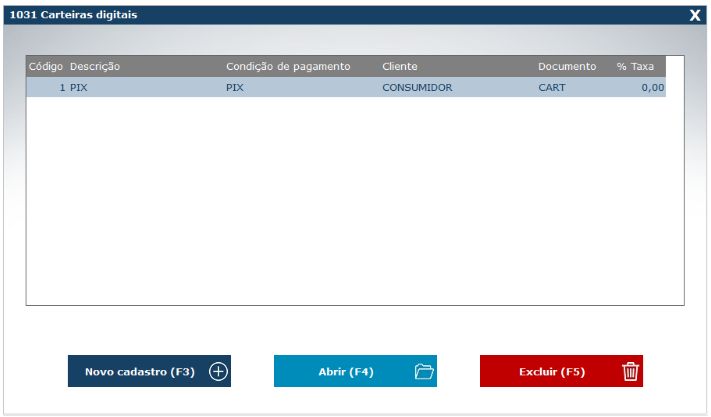 1031 Carteiras digitais X
Código Descrição Condição de pagamento Cliente Documento % Taxa
1 PIX PIX CONSUMIDOR CART 0,00
Novo cadastro (F3) Abrir (F4) Excluir (F5)